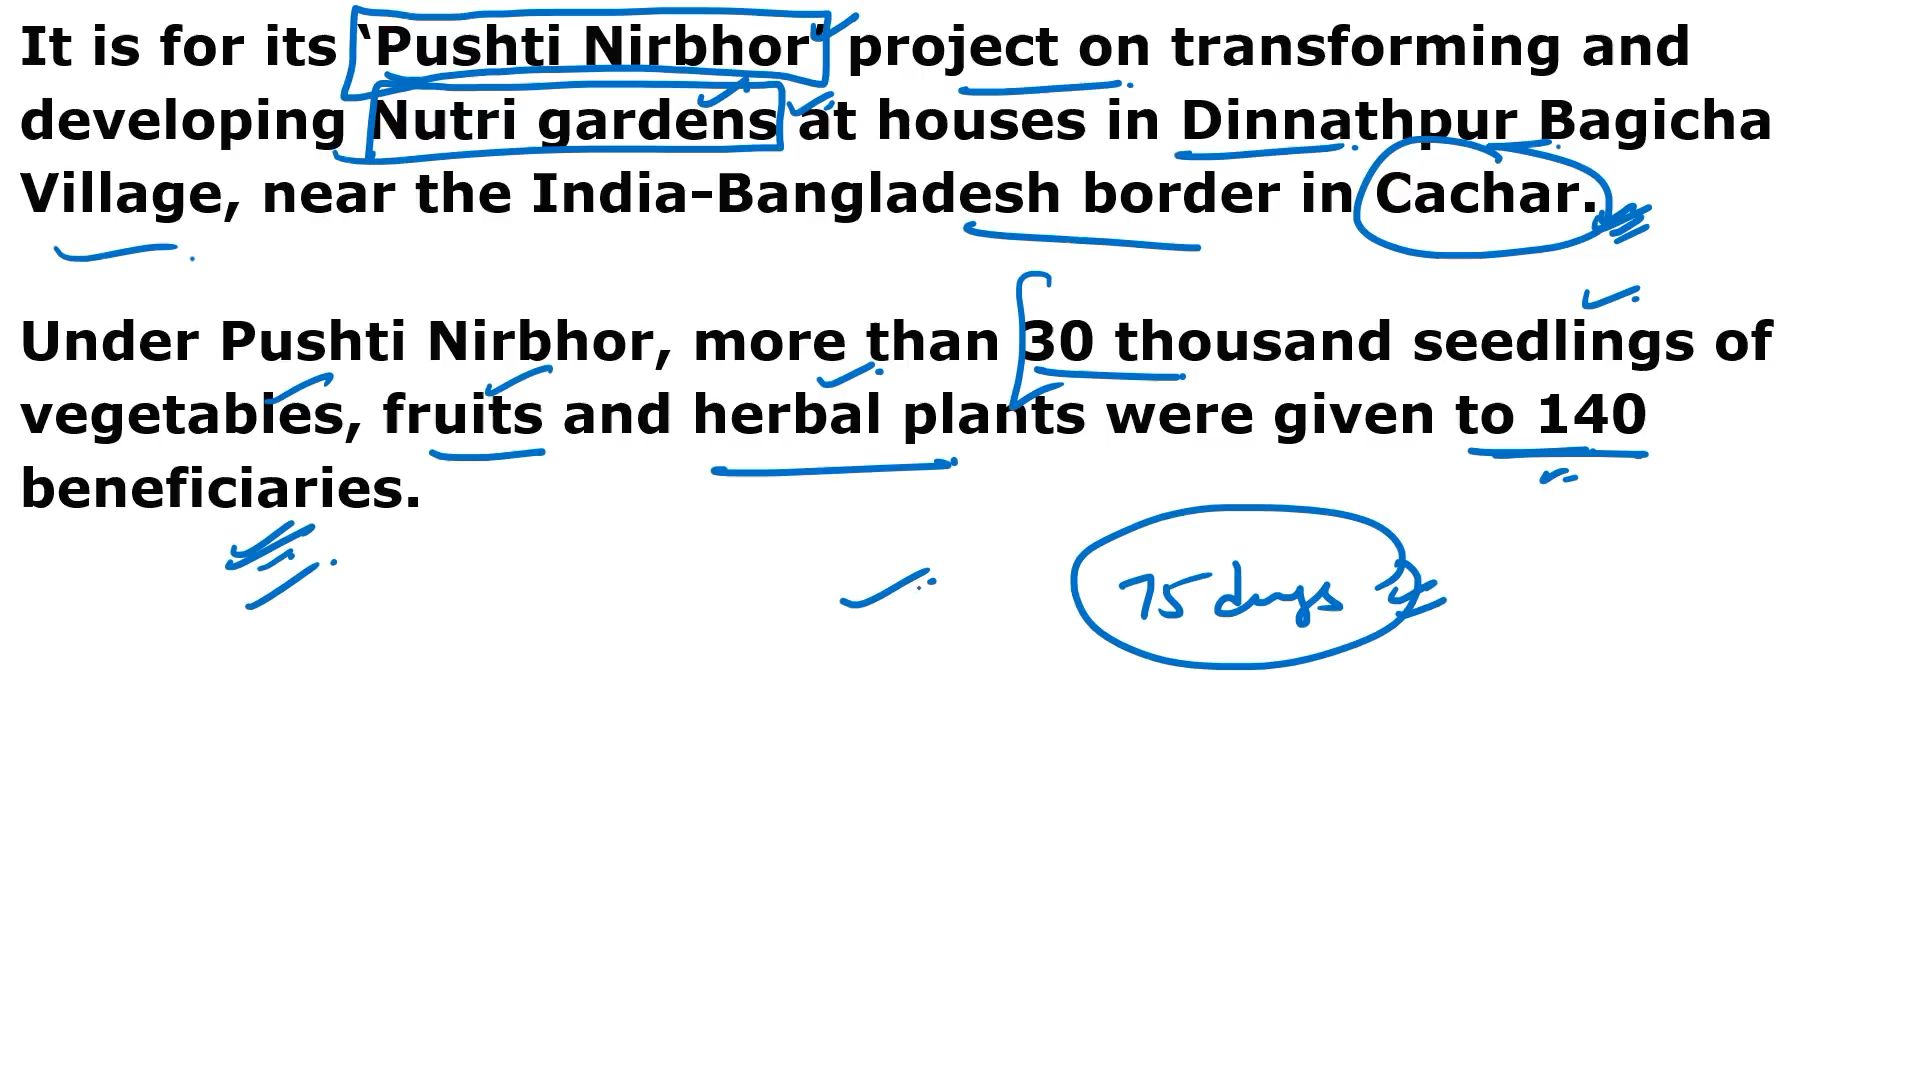 It is for its ‘Pushti Nirbhor’ project on transforming and
developing Nutri gardens at houses in Dinnathpur Bagicha
Village, near the India-Bangladesh border in Cachar.
Under Pushti Nirbhor, more than 30 thousand seedlings of
vegetables, fruits and herbal plants were given to 140
beneficiaries.
75 days